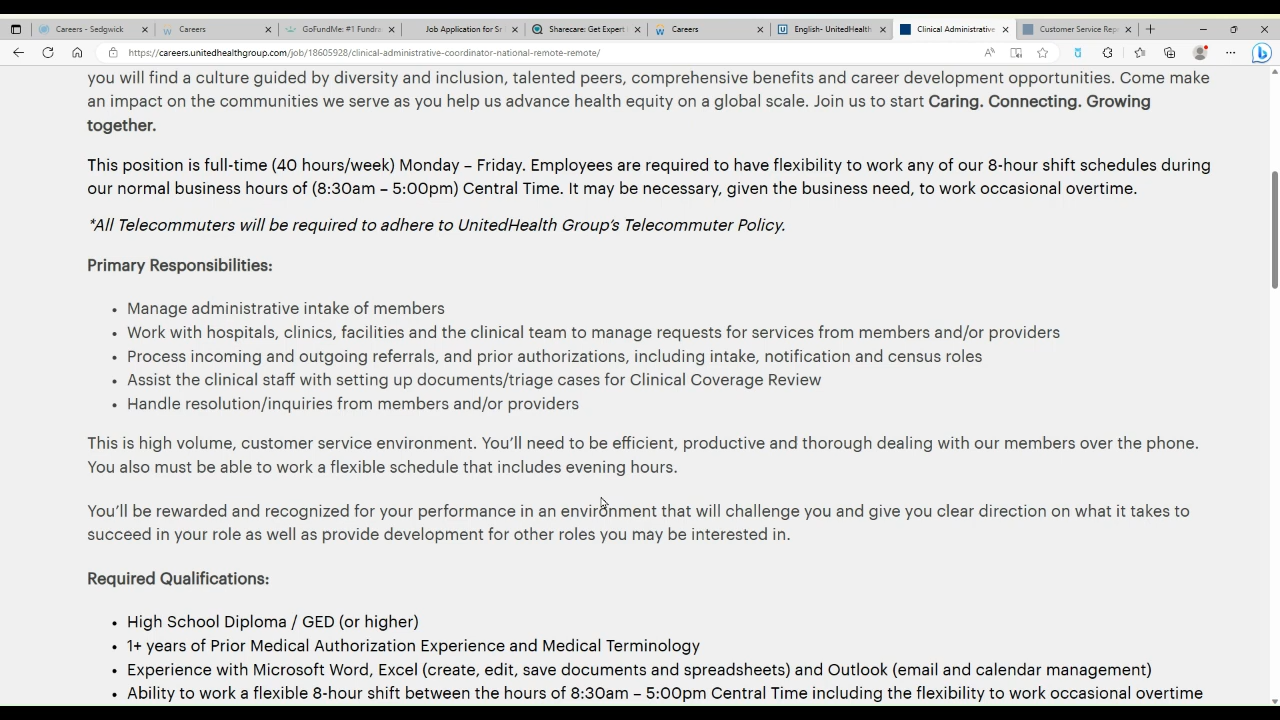 Careers - Sedgwick
Careers
GoFundMe: #1 Fundra
Job Application for Sr
Sharecare: Get Expert
Careers
English- UnitedHealth
Clinical Administrative
Customer Service Rep
https://careers.unitedhealthgroup.com/job/18605928/clinical-administrative-coordinator-national-remote-remote/
you will find a culture guided by diversity and inclusion, talented peers, comprehensive benefits and career development opportunities. Come make
an impact on the communities we serve as you help us advance health equity on a global scale. Join us to start Caring. Connecting. Growing
together.
This position is full-time (40 hours/week) Monday – Friday. Employees are required to have flexibility to work any of our 8-hour shift schedules during
our normal business hours of (8:30am – 5:00pm) Central Time. It may be necessary, given the business need, to work occasional overtime.
*All Telecommuters will be required to adhere to UnitedHealth Group's Telecommuter Policy.
Primary Responsibilities:
• Manage administrative intake of members
• Work with hospitals, clinics, facilities and the clinical team to manage requests for services from members and/or providers
• Process incoming and outgoing referrals, and prior authorizations, including intake, notification and census roles
• Assist the clinical staff with setting up documents/triage cases for Clinical Coverage Review
• Handle resolution/inquiries from members and/or providers
This is high volume, customer service environment. You'll need to be efficient, productive and thorough dealing with our members over the phone.
You also must be able to work a flexible schedule that includes evening hours.
You'll be rewarded and recognized for your performance in an environment that will challenge you and give you clear direction on what it takes to
succeed in your role as well as provide development for other roles you may be interested in.
Required Qualifications:
• High School Diploma / GED (or higher)
• 1+ years of Prior Medical Authorization Experience and Medical Terminology
• Experience with Microsoft Word, Excel (create, edit, save documents and spreadsheets) and Outlook (email and calendar management)
• Ability to work a flexible 8-hour shift between the hours of 8:30am – 5:00pm Central Time including the flexibility to work occasional overtime